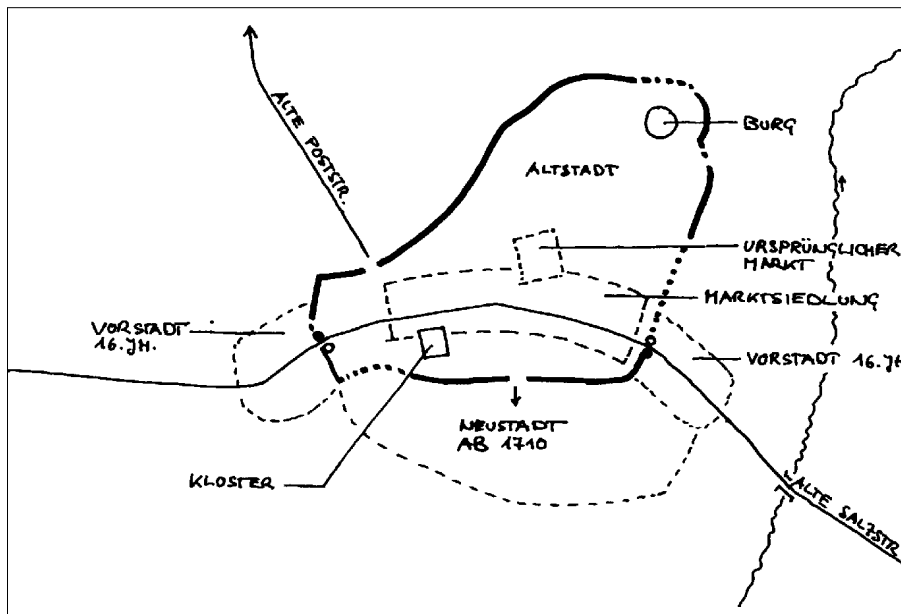 ALTE POSTSTR.
BURG
ALTSTADT
URSPRÜNGLICHER
MARKT
MARKTSIEDLUNG
VORSTADT
16. JH.
VORSTADT 16. JH
NEUSTADT
AB 1710
KLOSTER
ALTE SALZSTR.